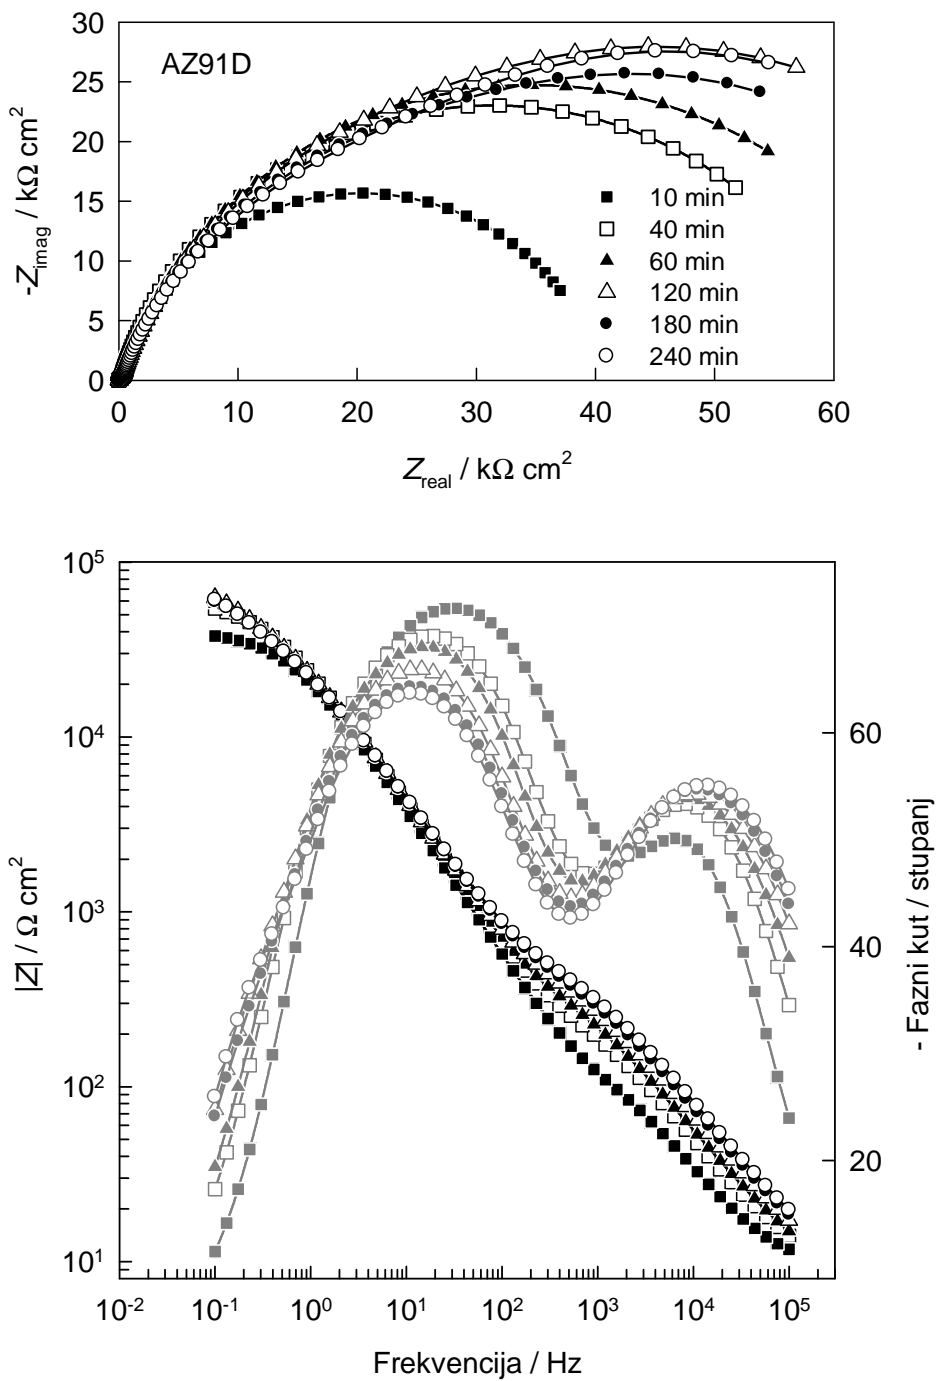 30
25
20
15
10
5
0
-Zimag / kΩ cm²
AZ91D
10 min
40 min
60 min
120 min
180 min
240 min
0 10 20 30 40 50 60
Zreal / kΩ cm²
10⁵
10⁴
10³
10²
10¹
|Z| / Ω cm²
60
40
20
- Fazni kut / stupanj
10⁻² 10⁻¹ 10⁰ 10¹ 10² 10³ 10⁴ 10⁵
Frekvencija / Hz